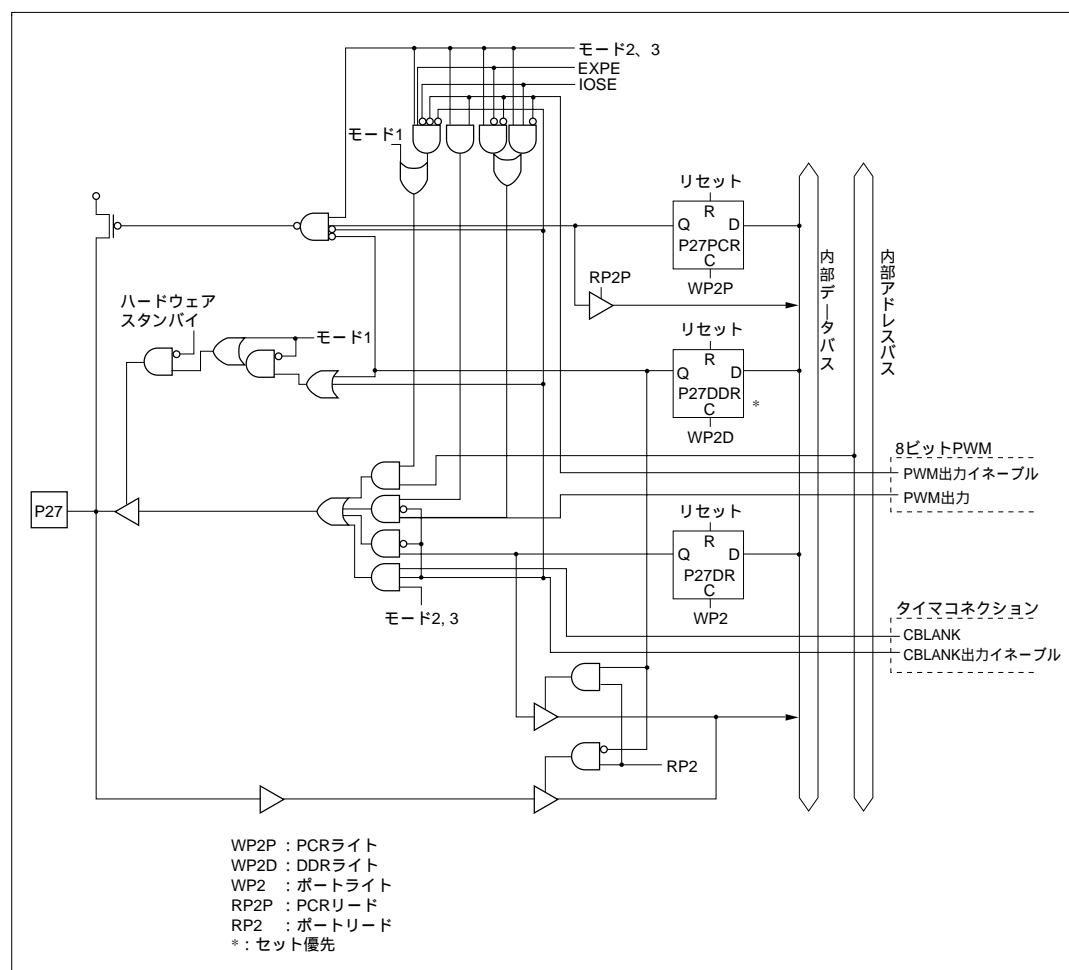 モード2、3
EXPE
IOSE
モード1
リセット
R
Q D
P27PCR
C
WP2P
RP2P
ハードウェア
スタンバイ
モード1
リセット
R
Q D
P27DDR
C
*
WP2D
内部データバス
内部アドレスバス
8ビットPWM
PWM出力イネーブル
PWM出力
P27
リセット
R
Q D
P27DR
C
WP2
モード2, 3
タイマコネクション
CBLANK
CBLANK出力イネーブル
RP2
WP2P : PCRライト
WP2D : DDRライト
WP2 : ポートライト
RP2P : PCRリード
RP2 : ポートリード
* : セット優先